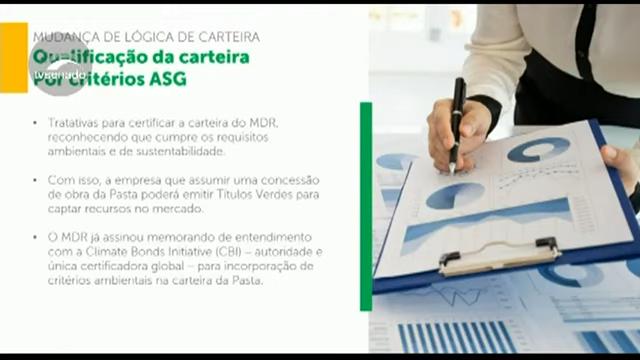 MUDANÇA DE LÓGICA DE CARTEIRA
Qualificação da carteira
Por critérios ASG
tvsenado
• Tratativas para certificar a carteira do MDR,
reconhecendo que cumpre os requisitos
ambientais e de sustentabilidade.
• Com isso, a empresa que assumir uma concessão
de obra da Pasta poderá emitir Títulos Verdes para
captar recursos no mercado.
• O MDR já assinou memorando de entendimento
com a Climate Bonds Initiative (CBI) – autoridade e
única certificadora global – para incorporação de
critérios ambientais na carteira da Pasta.